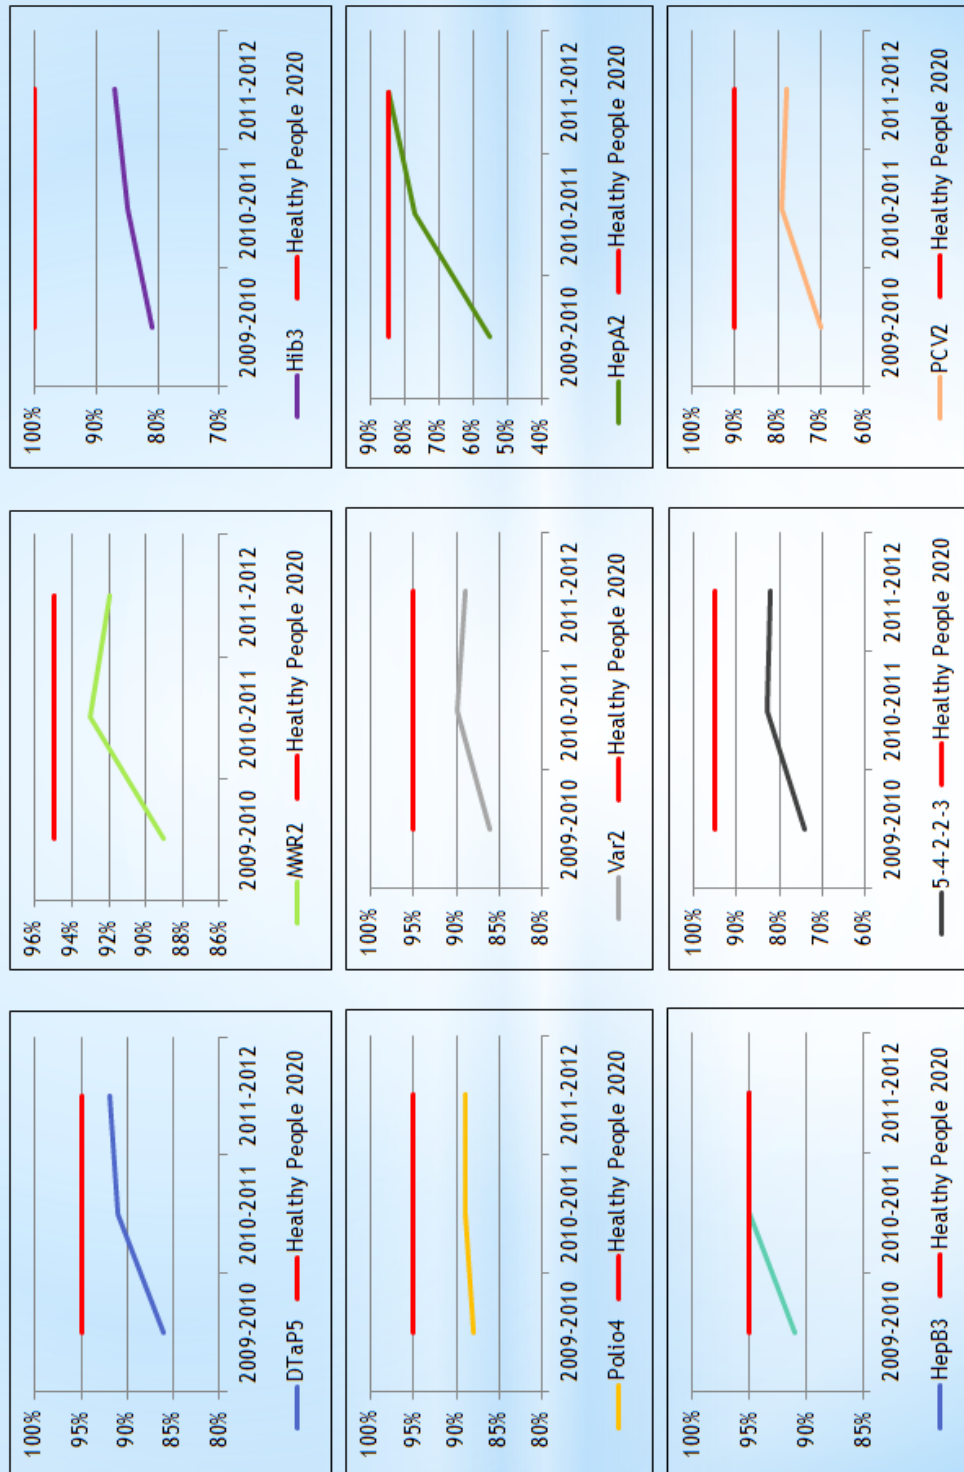 100%
95%
90%
85%
80%
2009-2010 2010-2011 2011-2012
DTaP5 Healthy People 2020
96%
94%
92%
90%
88%
86%
2009-2010 2010-2011 2011-2012
MMR2 Healthy People 2020
100%
90%
80%
70%
2009-2010 2010-2011 2011-2012
Hib3 Healthy People 2020
100%
95%
90%
85%
80%
2009-2010 2010-2011 2011-2012
Polio4 Healthy People 2020
100%
95%
90%
85%
80%
2009-2010 2010-2011 2011-2012
Var2 Healthy People 2020
90%
80%
70%
60%
50%
40%
2009-2010 2010-2011 2011-2012
HepA2 Healthy People 2020
100%
95%
90%
85%
2009-2010 2010-2011 2011-2012
HepB3 Healthy People 2020
100%
90%
80%
70%
60%
2009-2010 2010-2011 2011-2012
5-4-2-2-3 Healthy People 2020
100%
90%
80%
70%
60%
2009-2010 2010-2011 2011-2012
PCV2 Healthy People 2020